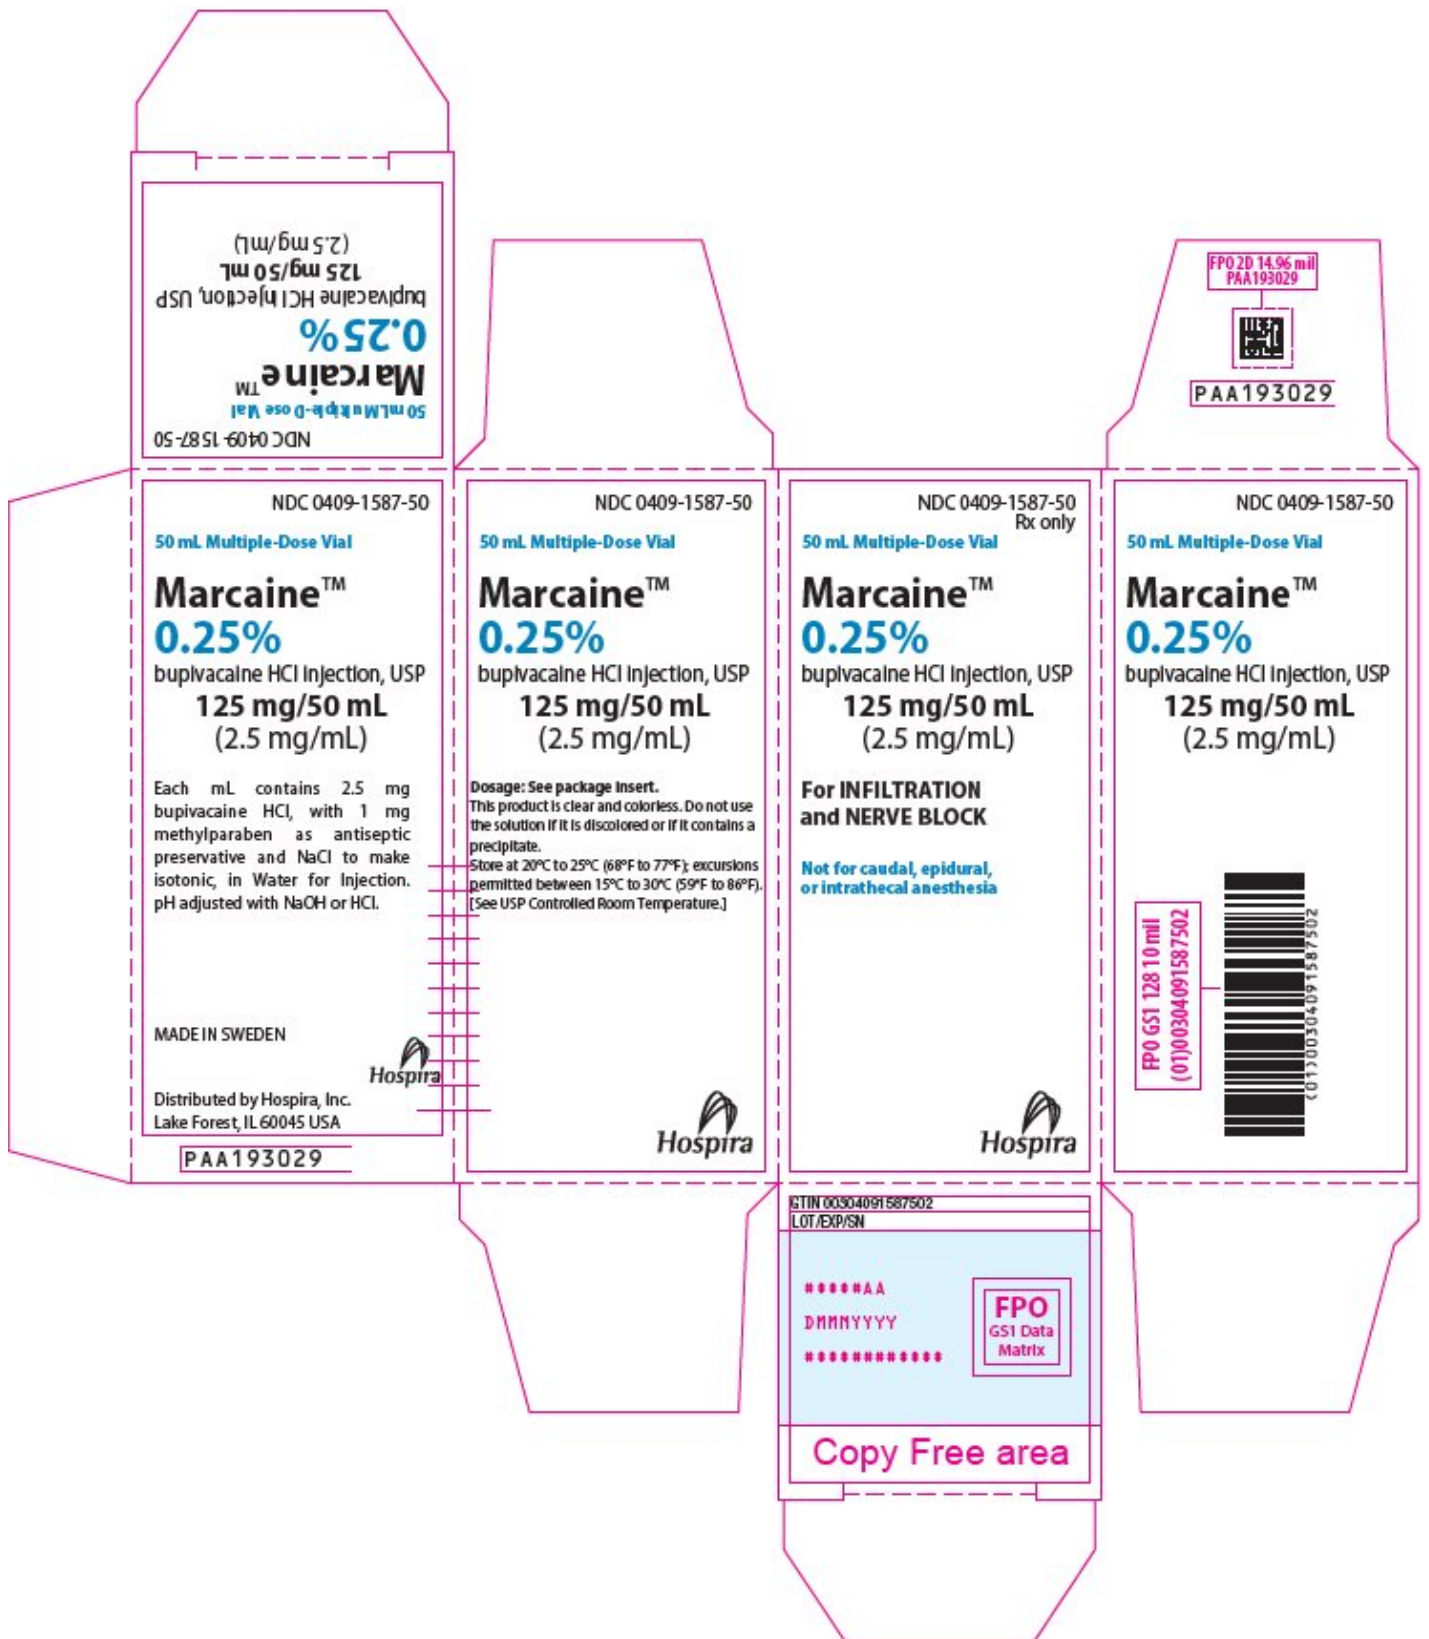 NDC 0409-1587-50
50 mL Multiple-Dose Vial
Marcaine™
0.25%
bupivacaine HCl Injection, USP
125 mg/50 mL
(2.5 mg/mL)
FPO 2D 14.96 mil
PAA193029
PAA193029
NDC 0409-1587-50
50 mL Multiple-Dose Vial
Marcaine™
0.25%
bupivacaine HCl Injection, USP
125 mg/50 mL
(2.5 mg/mL)
Each mL contains 2.5 mg
bupivacaine HCl, with 1 mg
methylparaben as antiseptic
preservative and NaCl to make
isotonic, in Water for Injection.
pH adjusted with NaOH or HCl.
MADE IN SWEDEN
Hospira
Distributed by Hospira, Inc.
Lake Forest, IL 60045 USA
PAA193029
NDC 0409-1587-50
50 mL Multiple-Dose Vial
Marcaine™
0.25%
bupivacaine HCl Injection, USP
125 mg/50 mL
(2.5 mg/mL)
Dosage: See package Insert.
This product is clear and colorless. Do not use
the solution if it is discolored or if it contains a
precipitate.
Store at 20°C to 25°C (68°F to 77°F); excursions
permitted between 15°C to 30°C (59°F to 86°F).
[See USP Controlled Room Temperature.]
Hospira
NDC 0409-1587-50
Rx only
50 mL Multiple-Dose Vial
Marcaine™
0.25%
bupivacaine HCl Injection, USP
125 mg/50 mL
(2.5 mg/mL)
For INFILTRATION
and NERVE BLOCK
Not for caudal, epidural,
or intrathecal anesthesia
Hospira
NDC 0409-1587-50
50 mL Multiple-Dose Vial
Marcaine™
0.25%
bupivacaine HCl Injection, USP
125 mg/50 mL
(2.5 mg/mL)
FPO GS1 128 10 mil
(01)00304091587502
(01)00304091587502
GTIN 00304091587502
LOT/EXP/SN
#####AA
DMMMYYYY
############
FPO
GS1 Data
Matrix
Copy Free area